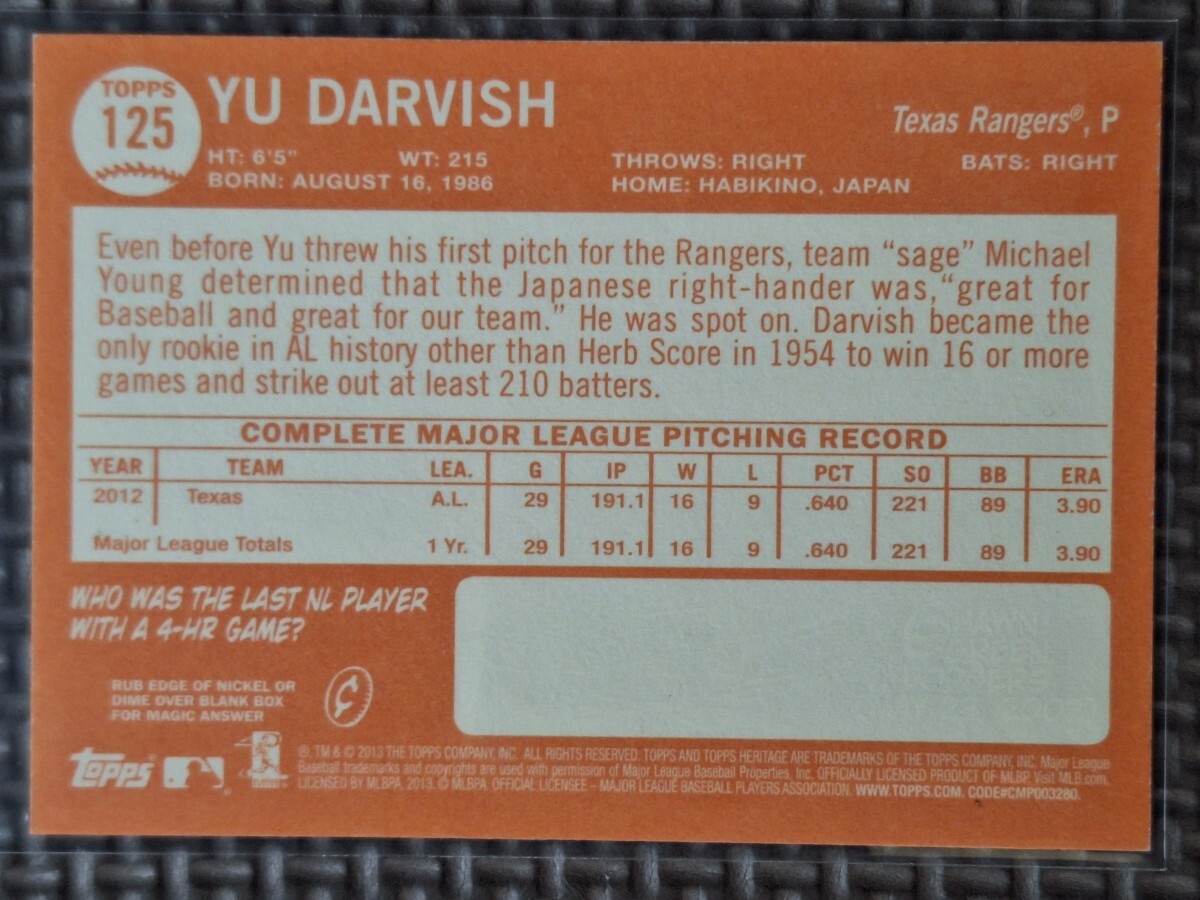 TOPPS
125
YU DARVISH
Texas Rangers®, P
HT: 6'5" WT: 215 THROWS: RIGHT BATS: RIGHT
BORN: AUGUST 16, 1986 HOME: HABIKINO, JAPAN
Even before Yu threw his first pitch for the Rangers, team “sage” Michael
Young determined that the Japanese right-hander was,“great for
Baseball and great for our team.” He was spot on. Darvish became the
only rookie in AL history other than Herb Score in 1954 to win 16 or more
games and strike out at least 210 batters.
COMPLETE MAJOR LEAGUE PITCHING RECORD
YEAR TEAM LEA. G IP W L PCT SO BB ERA
2012 Texas A.L. 29 191.1 16 9 .640 221 89 3.90
Major League Totals 1 Yr. 29 191.1 16 9 .640 221 89 3.90
WHO WAS THE LAST NL PLAYER
WITH A 4-HR GAME?
RUB EDGE OF NICKEL OR
DIME OVER BLANK BOX
FOR MAGIC ANSWER
SHAWN
GREEN
topps
®, TM & © 2013 THE TOPPS COMPANY, INC. ALL RIGHTS RESERVED. TOPPS AND TOPPS HERITAGE ARE TRADEMARKS OF THE TOPPS COMPANY, INC. Major League
Baseball trademarks and copyrights are used with permission of Major League Baseball Properties, Inc. OFFICIALLY LICENSED PRODUCT OF MLBP. Visit MLB.com.
LICENSED BY MLBPA, 2013. © MLBPA. OFFICIAL LICENSEE – MAJOR LEAGUE BASEBALL PLAYERS ASSOCIATION. WWW.TOPPS.COM. CODE#CMP003280.